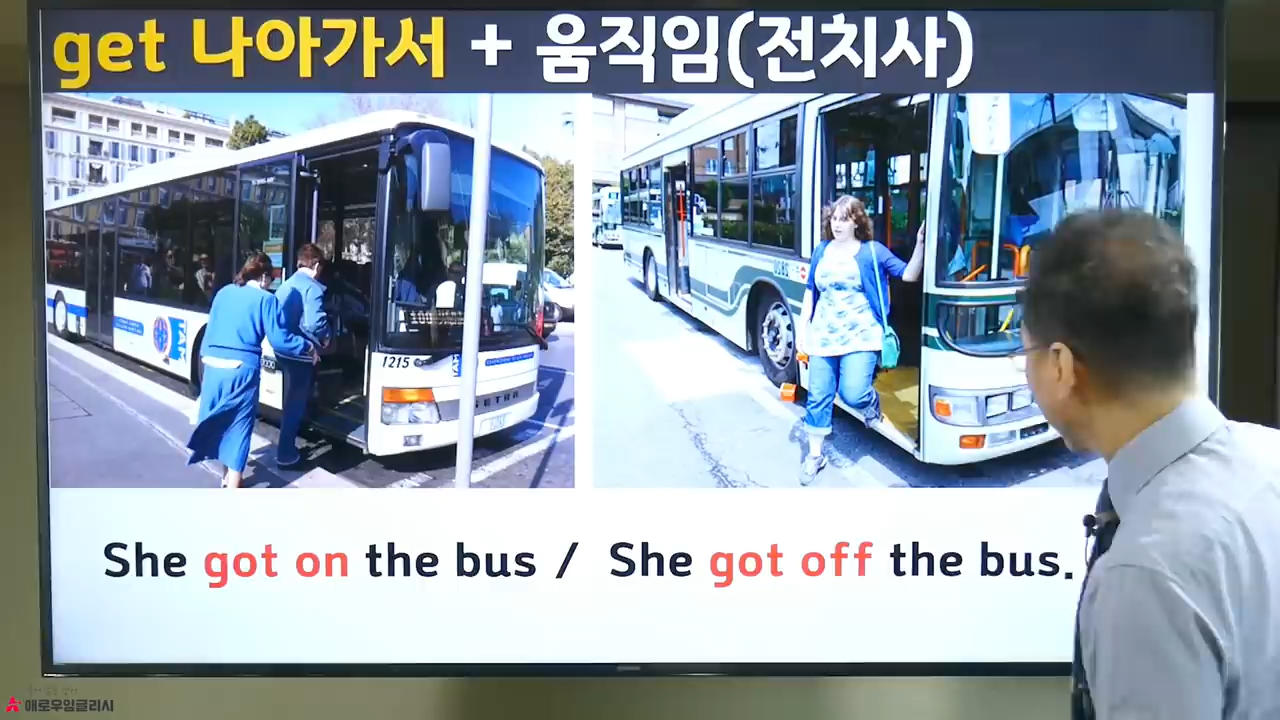 get 나아가서 + 움직임(전치사)
1215
SETRA
0982
She got on the bus / She got off the bus.
애로우잉글리시